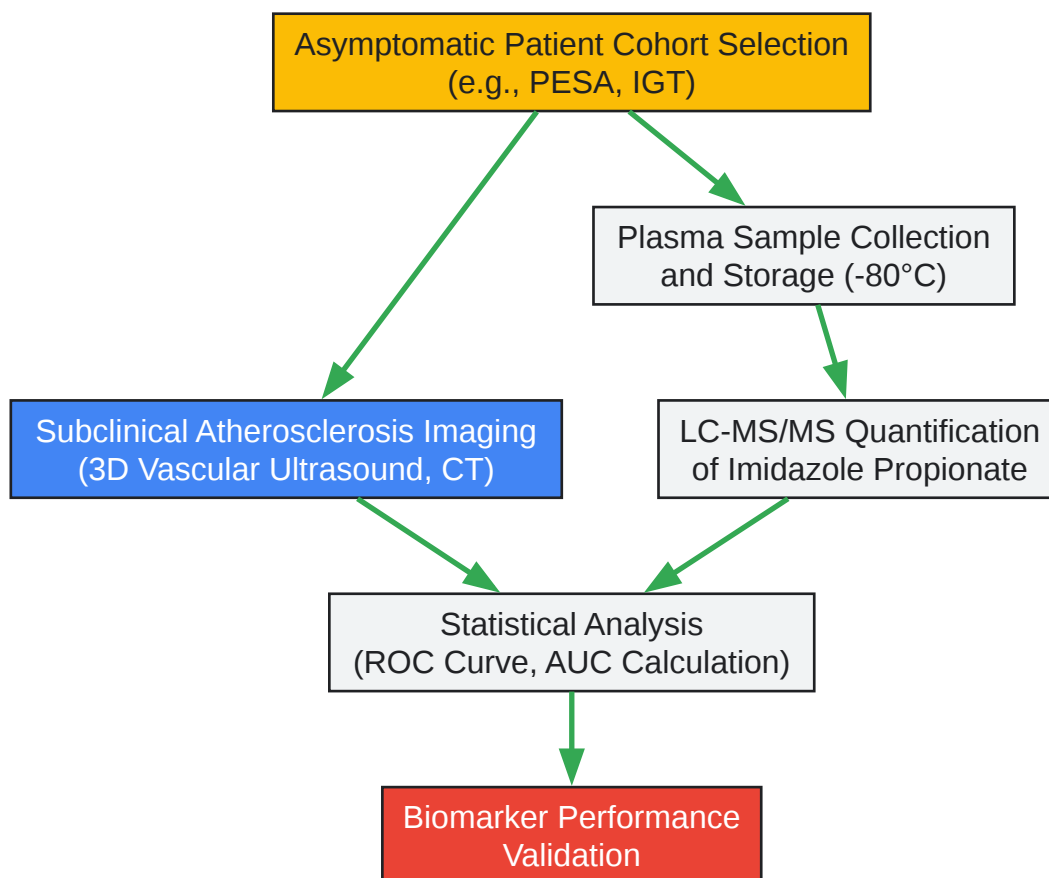 Asymptomatic Patient Cohort Selection
(e.g., PESA, IGT)
Plasma Sample Collection
and Storage (-80°C)
Subclinical Atherosclerosis Imaging
(3D Vascular Ultrasound, CT)
LC-MS/MS Quantification
of Imidazole Propionate
Statistical Analysis
(ROC Curve, AUC Calculation)
Biomarker Performance
Validation